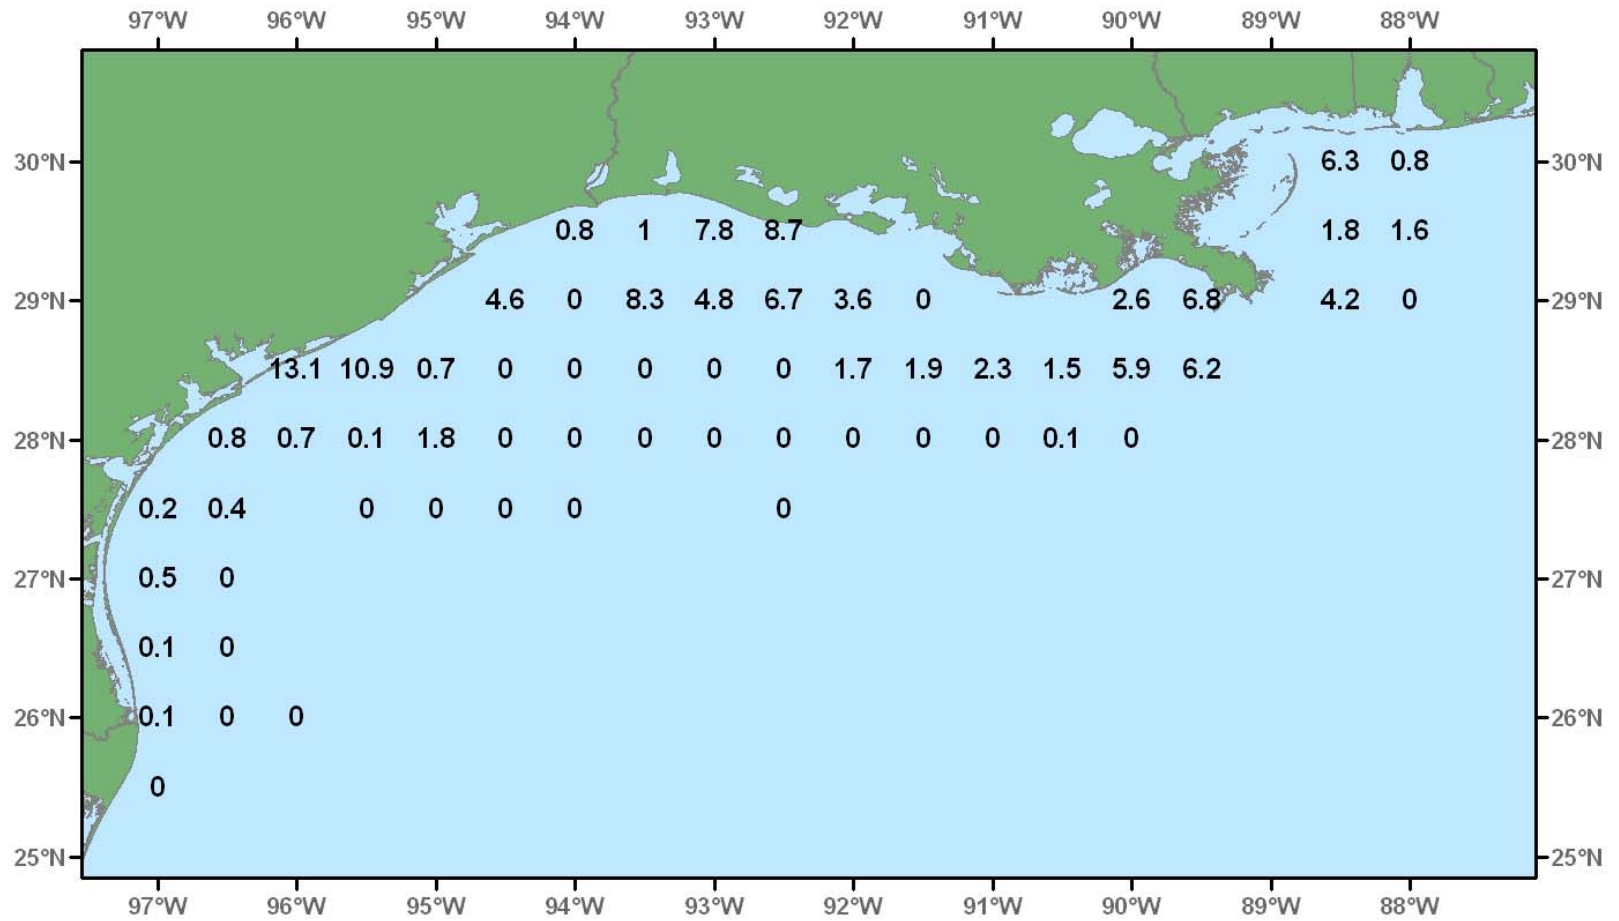 97°W 96°W 95°W 94°W 93°W 92°W 91°W 90°W 89°W 88°W
30°N 6.3 0.8 30°N
0.8 1 7.8 8.7 1.8 1.6
29°N 4.6 0 8.3 4.8 6.7 3.6 0 2.6 6.8 4.2 0 29°N
13.1 10.9 0.7 0 0 0 0 0 1.7 1.9 2.3 1.5 5.9 6.2
28°N 0.8 0.7 0.1 1.8 0 0 0 0 0 0 0 0 0.1 0 28°N
0.2 0.4 0 0 0 0 0
27°N 0.5 0 27°N
0.1 0
26°N 0.1 0 0 26°N
0
25°N 25°N
97°W 96°W 95°W 94°W 93°W 92°W 91°W 90°W 89°W 88°W